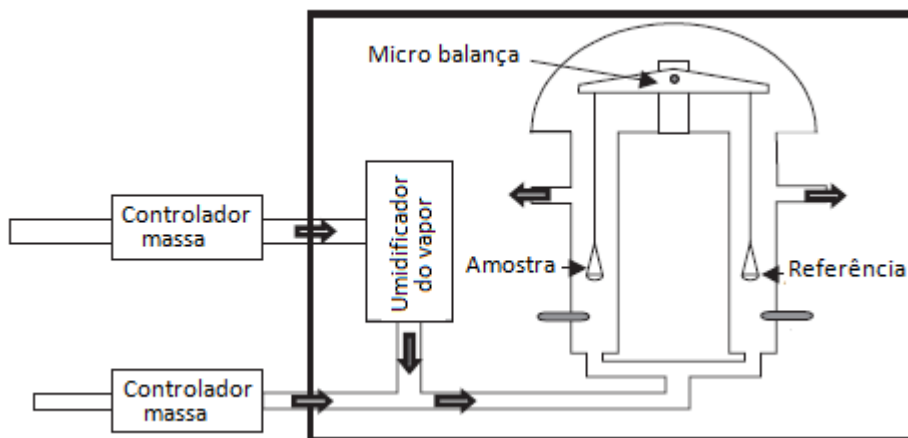 Micro balança
Controlador
massa
Umidificador
do vapor
Amostra
Referência
Controlador
massa